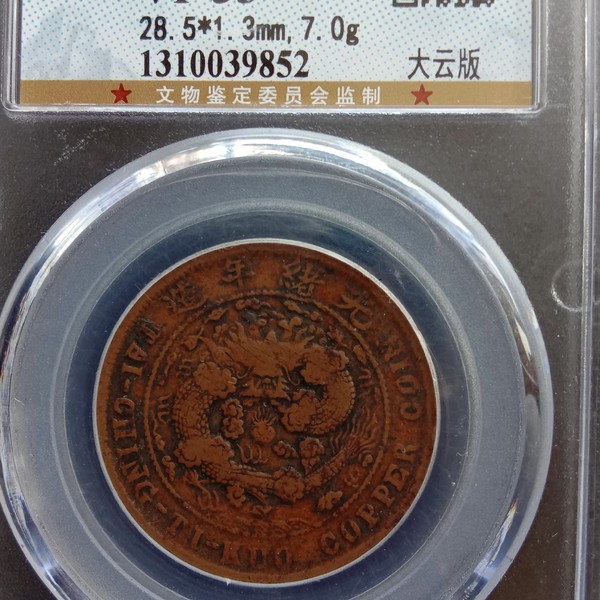 28.5*1.3mm, 7.0g
1310039852 大云版
★ 文物鉴定委员会监制 ★
光緒年造
TAI-CHING-TI-KUO COPPER COIN